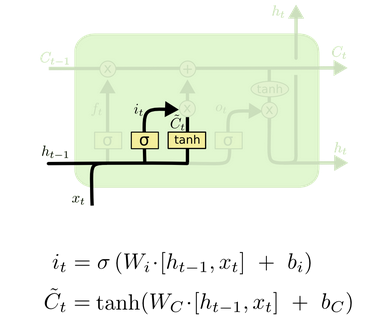 h_t
C_{t-1} C_t
tanh
f_t i_t o_t
C̃_t
σ σ tanh σ
h_{t-1} h_t
x_t
i_t = σ (W_i·[h_{t-1}, x_t] + b_i)
C̃_t = tanh(W_C·[h_{t-1}, x_t] + b_C)